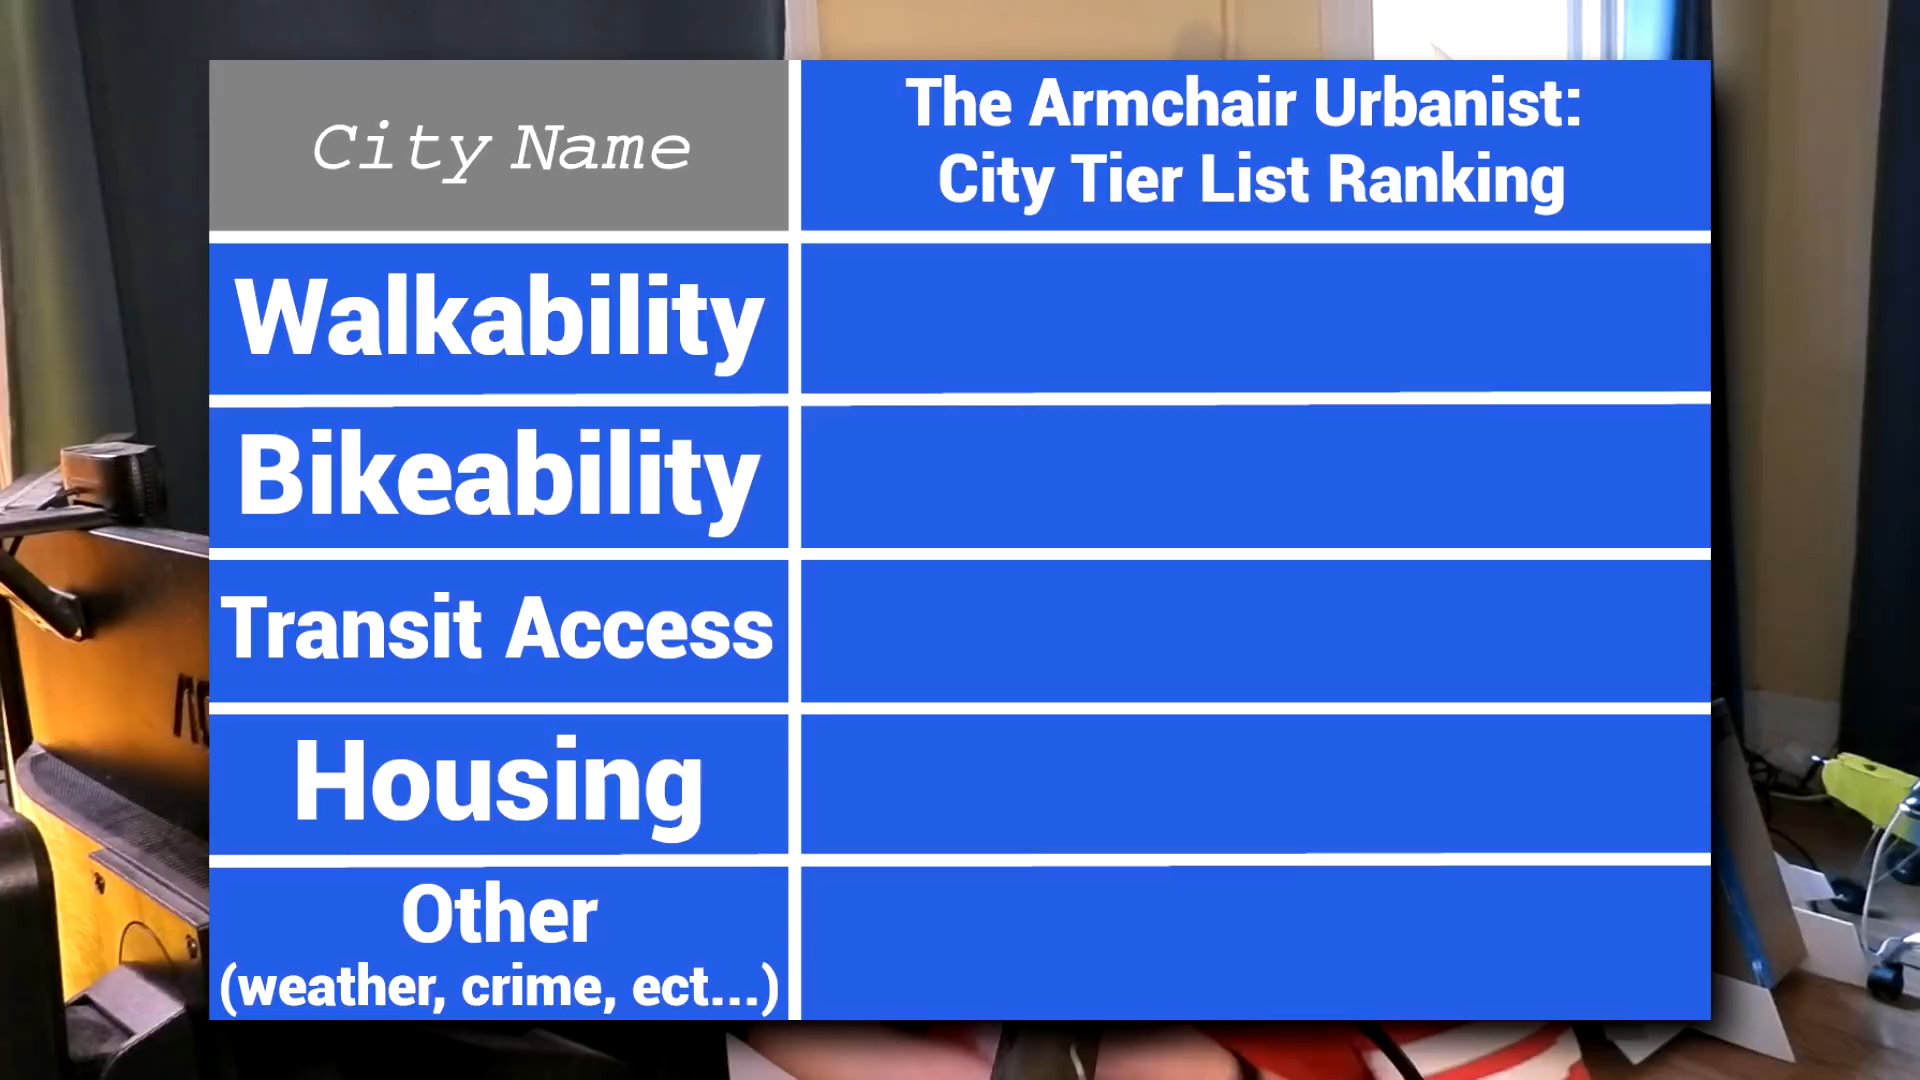 City Name
The Armchair Urbanist:
City Tier List Ranking
Walkability
Bikeability
Transit Access
Housing
Other
(weather, crime, ect...)